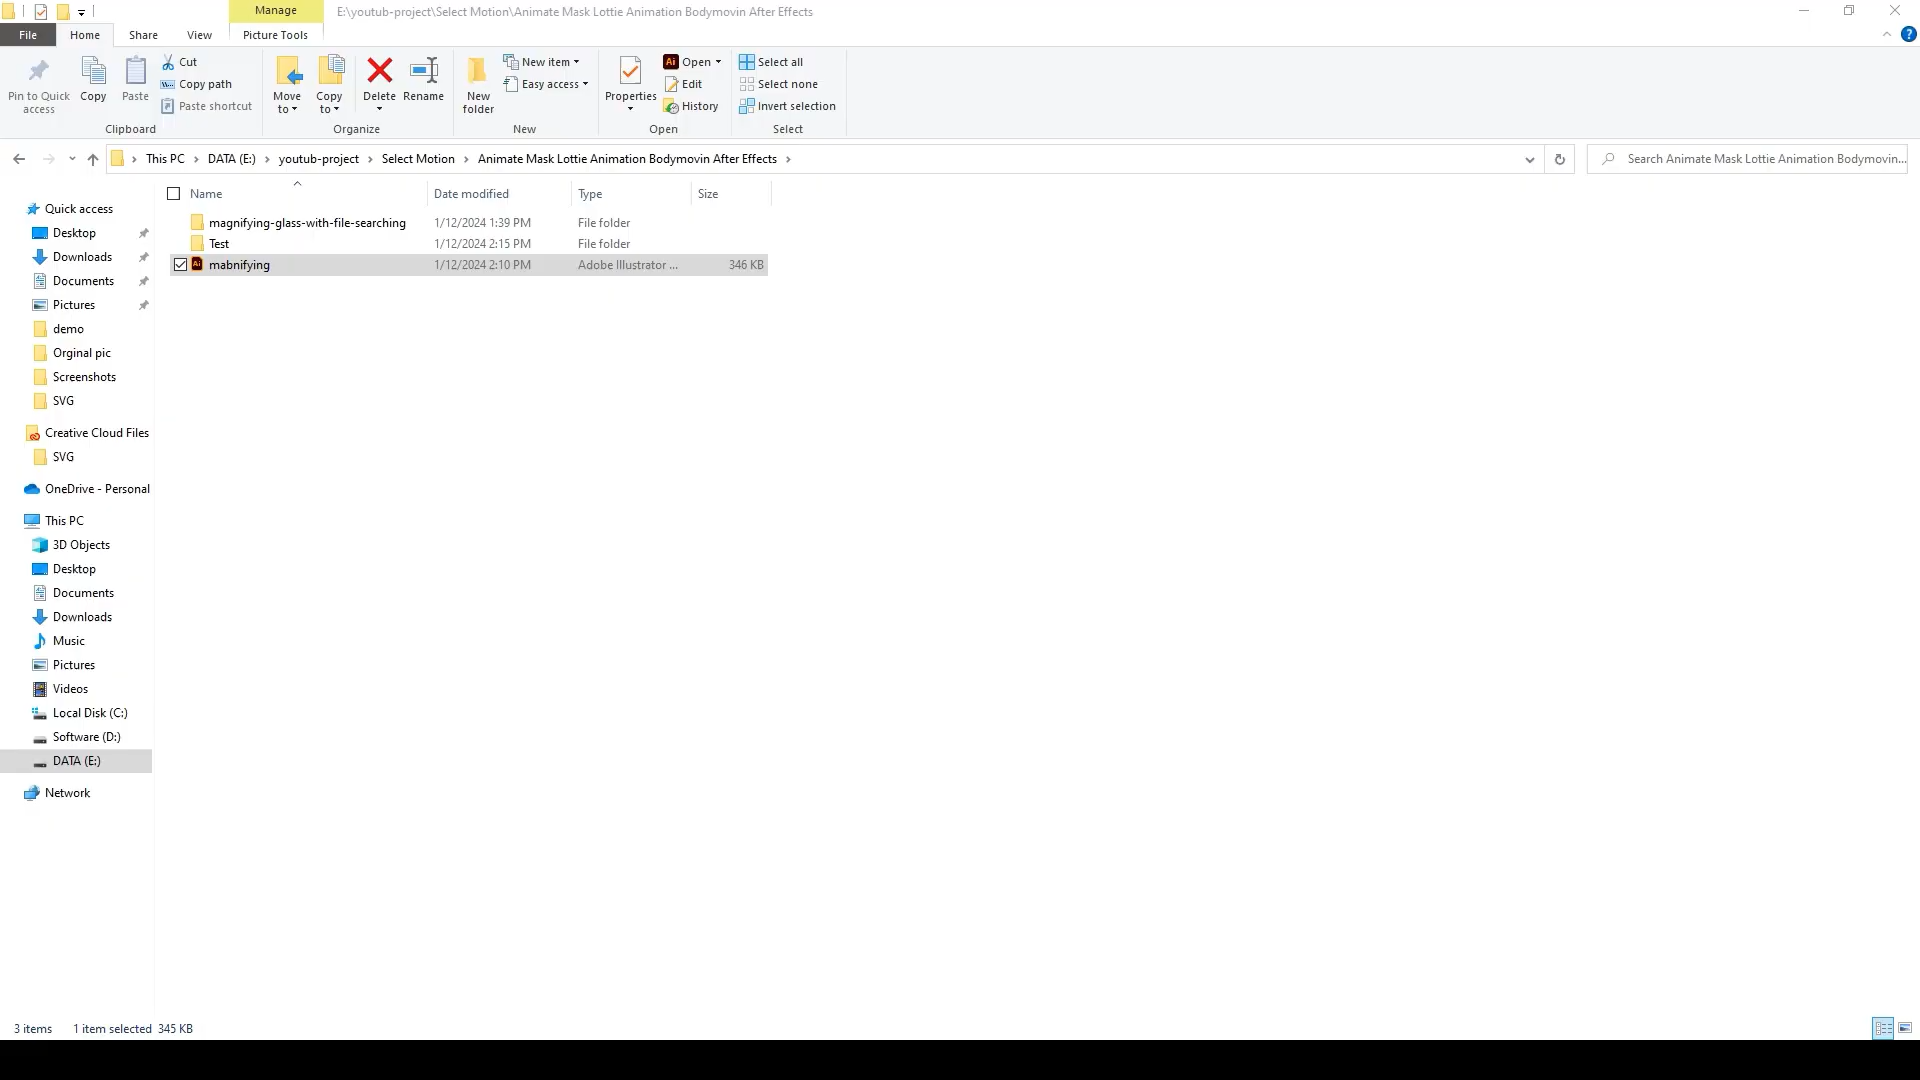 Manage
E:\youtub-project\Select Motion\Animate Mask Lottie Animation Bodymovin After Effects
File
Home
Share
View
Picture Tools
Pin to Quick access
Copy
Paste
Cut
Copy path
Paste shortcut
Clipboard
Move to
Copy to
Delete
Rename
Organize
New folder
New item
Easy access
New
Properties
Open
Edit
History
Open
Select all
Select none
Invert selection
Select
This PC
DATA (E:)
youtub-project
Select Motion
Animate Mask Lottie Animation Bodymovin After Effects
Search Animate Mask Lottie Animation Bodymovin...
Name
Date modified
Type
Size
magnifying-glass-with-file-searching 1/12/2024 1:39 PM File folder
Test 1/12/2024 2:15 PM File folder
Ai mabnifying 1/12/2024 2:10 PM Adobe Illustrator ... 346 KB
Quick access
Desktop
Downloads
Documents
Pictures
demo
Orginal pic
Screenshots
SVG
Creative Cloud Files
SVG
OneDrive - Personal
This PC
3D Objects
Desktop
Documents
Downloads
Music
Pictures
Videos
Local Disk (C:)
Software (D:)
DATA (E:)
Network
3 items
1 item selected 345 KB